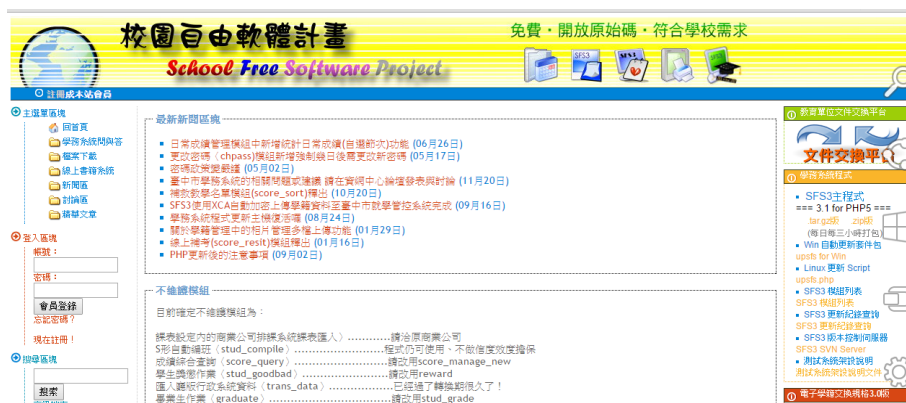 校園自由軟體計畫
School Free Software Project
免費·開放原始碼·符合學校需求
註冊成本站會員
主選單區塊
回首頁
學務系統問與答
檔案下載
線上書籍系統
新聞區
討論區
精華文章
登入區塊
帳號：
密碼：
會員登錄
忘記密碼？
現在註冊！
搜尋區塊
搜索
最新新聞區塊
日常成績管理模組中新增統計日常成績(自選節次)功能 (06月26日)
更改密碼（chpass)模組新增強制幾日後需更改新密碼 (05月17日)
密碼政策變嚴謹 (05月02日)
臺中市學務系統的相關問題或建議 請在資網中心論壇發表與討論 (11月20日)
補救教學名單模組(score_sort)釋出 (10月20日)
SFS3使用XCA自動加密上傳學籍資料至臺中市就學管控系統完成 (09月16日)
學務系統程式更新主機復活囉 (08月24日)
關於學籍管理中的相片管理多檔上傳功能 (01月29日)
線上補考(score_resit)模組釋出 (01月16日)
PHP更新後的注意事項 (09月02日)
不維護模組
目前確定不維護模組為：
課表設定內的商業公司排課系統課表匯入）............請洽原商業公司
S形自動編班（stud_compile）.........................程式仍可使用、不做信度效度擔保
成績綜合查詢（score_query）........................請改用score_manage_new
學生獎懲作業（stud_goodbad）......................請改用reward
匯入廳版行政系統資料（trans_data）...................已經過了轉換期很久了！
畢業生作業（graduate）................................請改用stud_grade
教育單位文件交換平台
文件交換平台
學務系統程式
SFS3主程式
=== 3.1 for PHP5 ===
.tar.gz版 .zip版
(每日每三小時打包)
Win 自動更新套件包
upsfs for Win
Linux 更新 Script
upsfs.php
SFS3 模組列表
SFS3 模組列表
SFS3 更新紀錄查詢
SFS3 更新紀錄查詢
SFS3 版本控制伺服器
SFS3 SVN Server
測試系統架設說明
測試系統架設說明文件
電子學籍交換規格3.0版